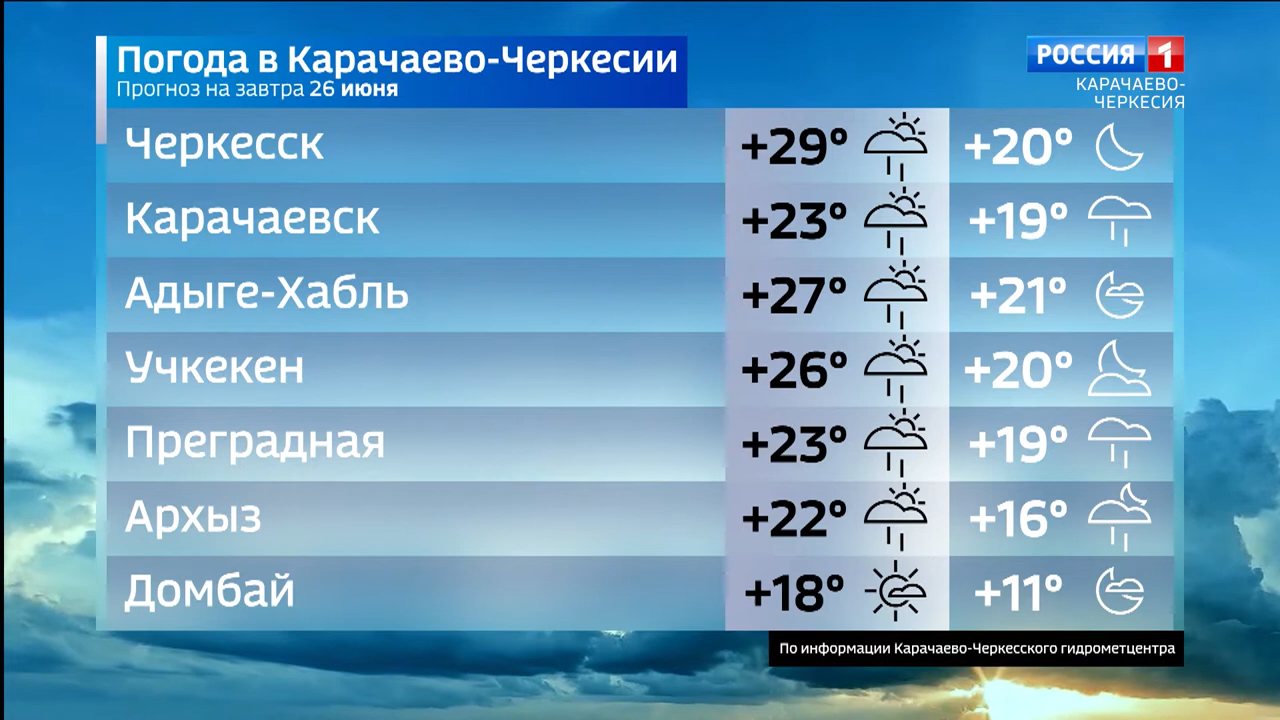 Погода в Карачаево-Черкесии
Прогноз на завтра 26 июня
РОССИЯ 1
КАРАЧАЕВО-
ЧЕРКЕСИЯ
Черкесск +29° +20°
Карачаевск +23° +19°
Адыге-Хабль +27° +21°
Учкекен +26° +20°
Преградная +23° +19°
Архыз +22° +16°
Домбай +18° +11°
По информации Карачаево-Черкесского гидрометцентра